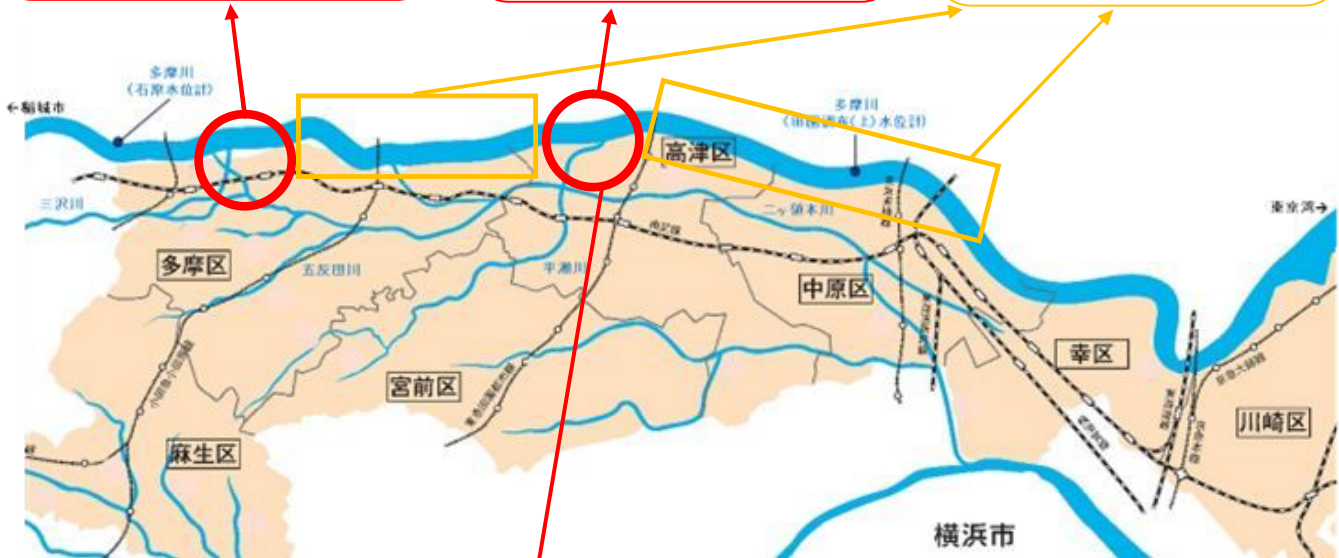 多摩川
(石原水位計)
←稲城市
多摩川
(田園調布(上)水位計)
高津区
三沢川
二ヶ領本川
東京湾→
南武線
多摩区
五反田川
平瀬川
中原区
幸区
宮前区
川崎区
麻生区
横浜市